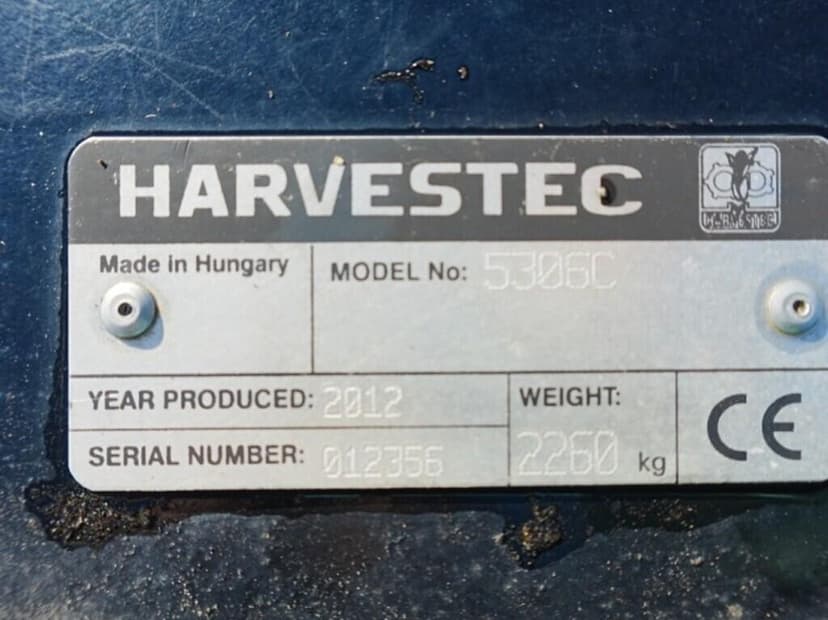 HARVESTEC
Made in Hungary
MODEL No: 5306C
YEAR PRODUCED: 2012
WEIGHT: 2260 kg
SERIAL NUMBER: 012356
CE